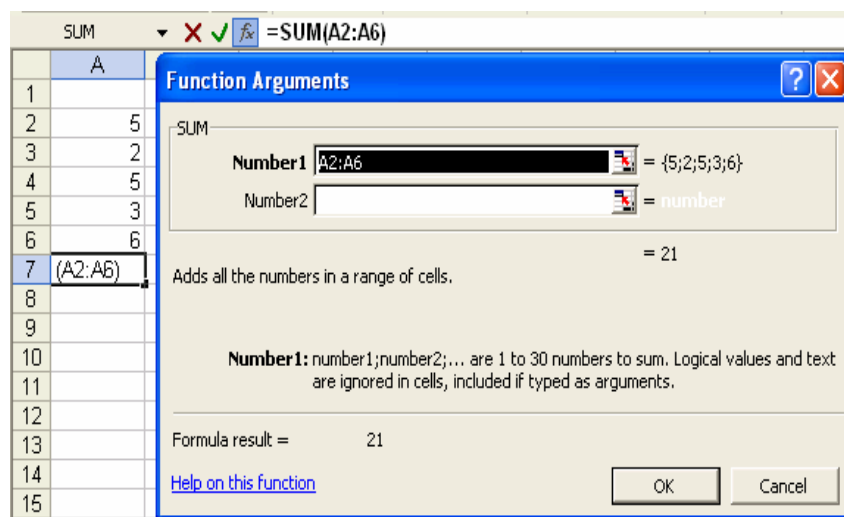 SUM =SUM(A2:A6)
A
Function Arguments
1
2 5
SUM
3 2
Number1 A2:A6 = {5;2;5;3;6}
4 5
Number2 = number
5 3
6 6
= 21
7 (A2:A6)
Adds all the numbers in a range of cells.
8
9
10
Number1: number1;number2;... are 1 to 30 numbers to sum. Logical values and text
11
are ignored in cells, included if typed as arguments.
12
13
Formula result = 21
14
Help on this function OK Cancel
15